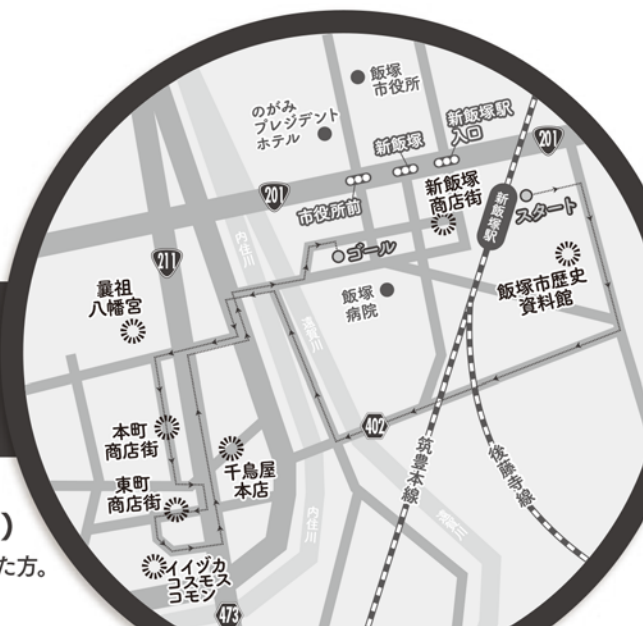 飯塚
市役所
のがみ
プレジデント
ホテル
新飯塚駅
入口
新飯塚
201
201
市役所前
新飯塚
商店街
新飯塚駅
スタート
内住川
ゴール
211
曩祖
八幡宮
飯塚
病院
飯塚市歴史
資料館
遠賀川
402
本町
商店街
千鳥屋
本店
東町
商店街
筑豊本線
後藤寺線
内住川
遠賀川
イイヅカ
コスモス
コモン
473
)
た方。